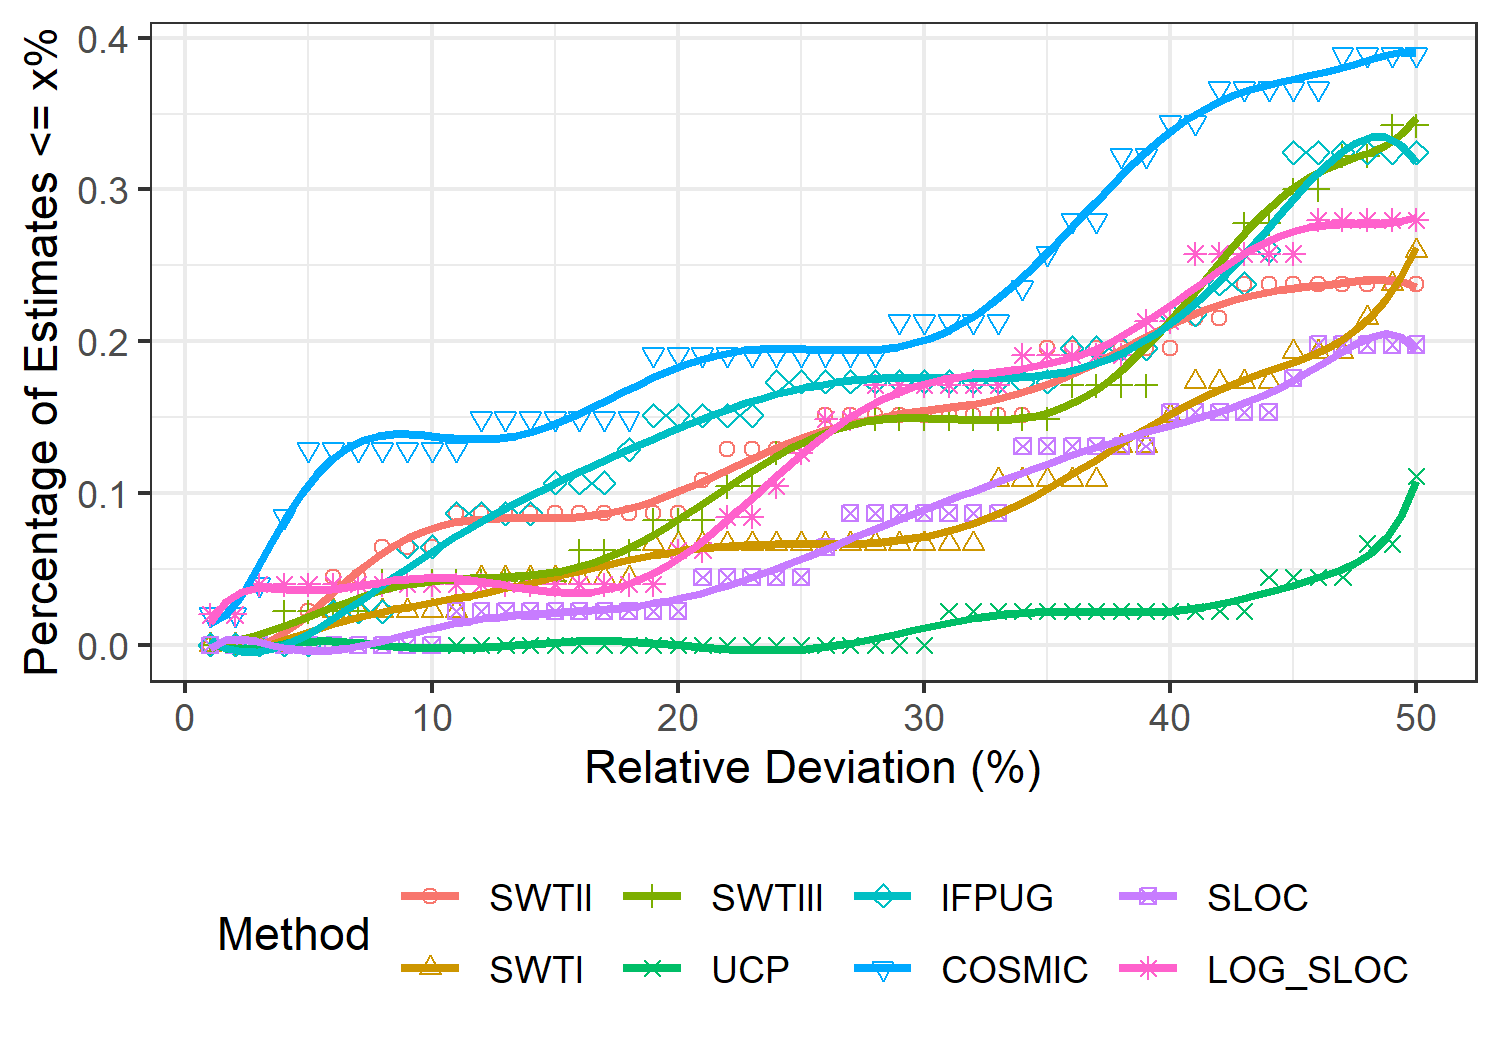 Percentage of Estimates <= x%
0.4
0.3
0.2
0.1
0.0
0 10 20 30 40 50
Relative Deviation (%)
Method
SWTII SWTIII IFPUG SLOC
SWTI UCP COSMIC LOG_SLOC